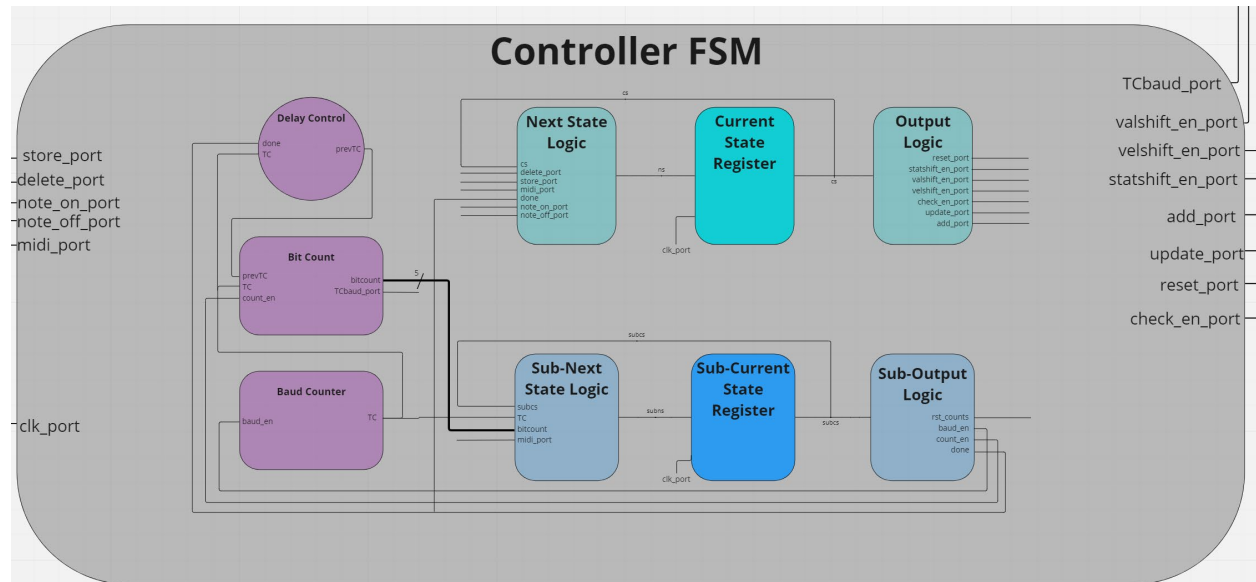 Controller FSM
store_port
delete_port
note_on_port
note_off_port
midi_port
clk_port
Delay Control
done
TC
prevTC
Bit Count
prevTC
TC
count_en
bitcount
TCbaud_port
5
Baud Counter
baud_en
TC
cs
Next State
Logic
cs
delete_port
store_port
midi_port
done
note_on_port
note_off_port
ns
Current
State
Register
clk_port
cs
Output
Logic
reset_port
statshift_en_port
valshift_en_port
velshift_en_port
check_en_port
update_port
add_port
subcs
Sub-Next
State Logic
subcs
TC
bitcount
midi_port
subns
Sub-Current
State
Register
clk_port
subcs
Sub-Output
Logic
rst_counts
baud_en
count_en
done
TCbaud_port
valshift_en_port
velshift_en_port
statshift_en_port
add_port
update_port
reset_port
check_en_port